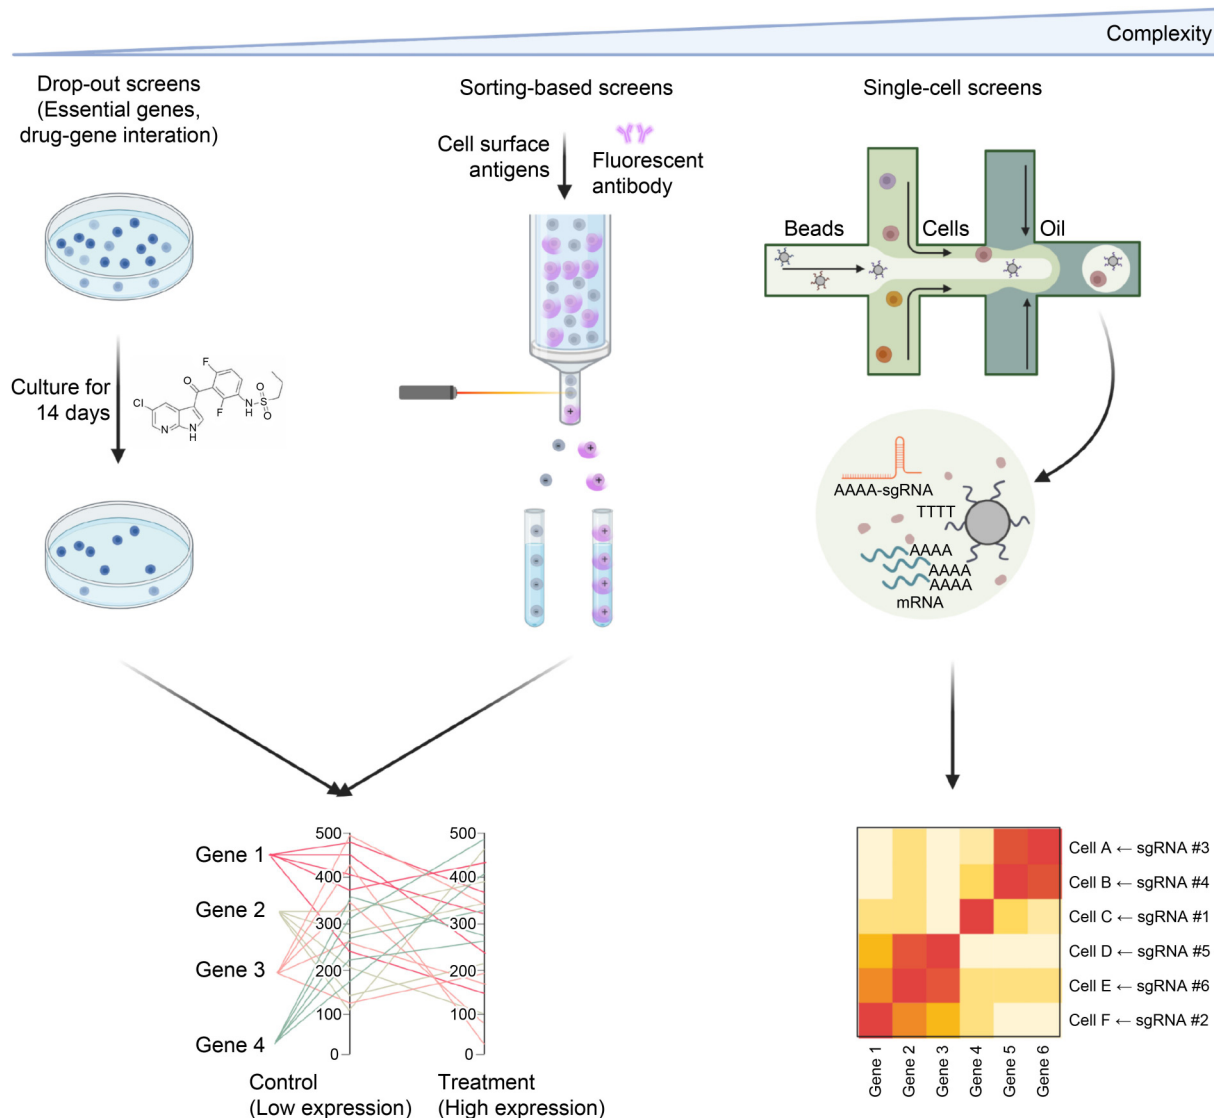 Complexity
Drop-out screens
(Essential genes,
drug-gene interation)
Culture for
14 days
F
O
Cl
F
N
H
O
S
O
N
N
H
Sorting-based screens
Cell surface
antigens
Fluorescent
antibody
+
+
+
+
+
+
+
Single-cell screens
Beads
Cells
Oil
AAAA-sgRNA
TTTT
AAAA
AAAA
AAAA
mRNA
Gene 1
Gene 2
Gene 3
Gene 4
500
400
300
200
100
0
500
400
300
200
100
0
Control
(Low expression)
Treatment
(High expression)
Cell A ← sgRNA #3
Cell B ← sgRNA #4
Cell C ← sgRNA #1
Cell D ← sgRNA #5
Cell E ← sgRNA #6
Cell F ← sgRNA #2
Gene 1
Gene 2
Gene 3
Gene 4
Gene 5
Gene 6